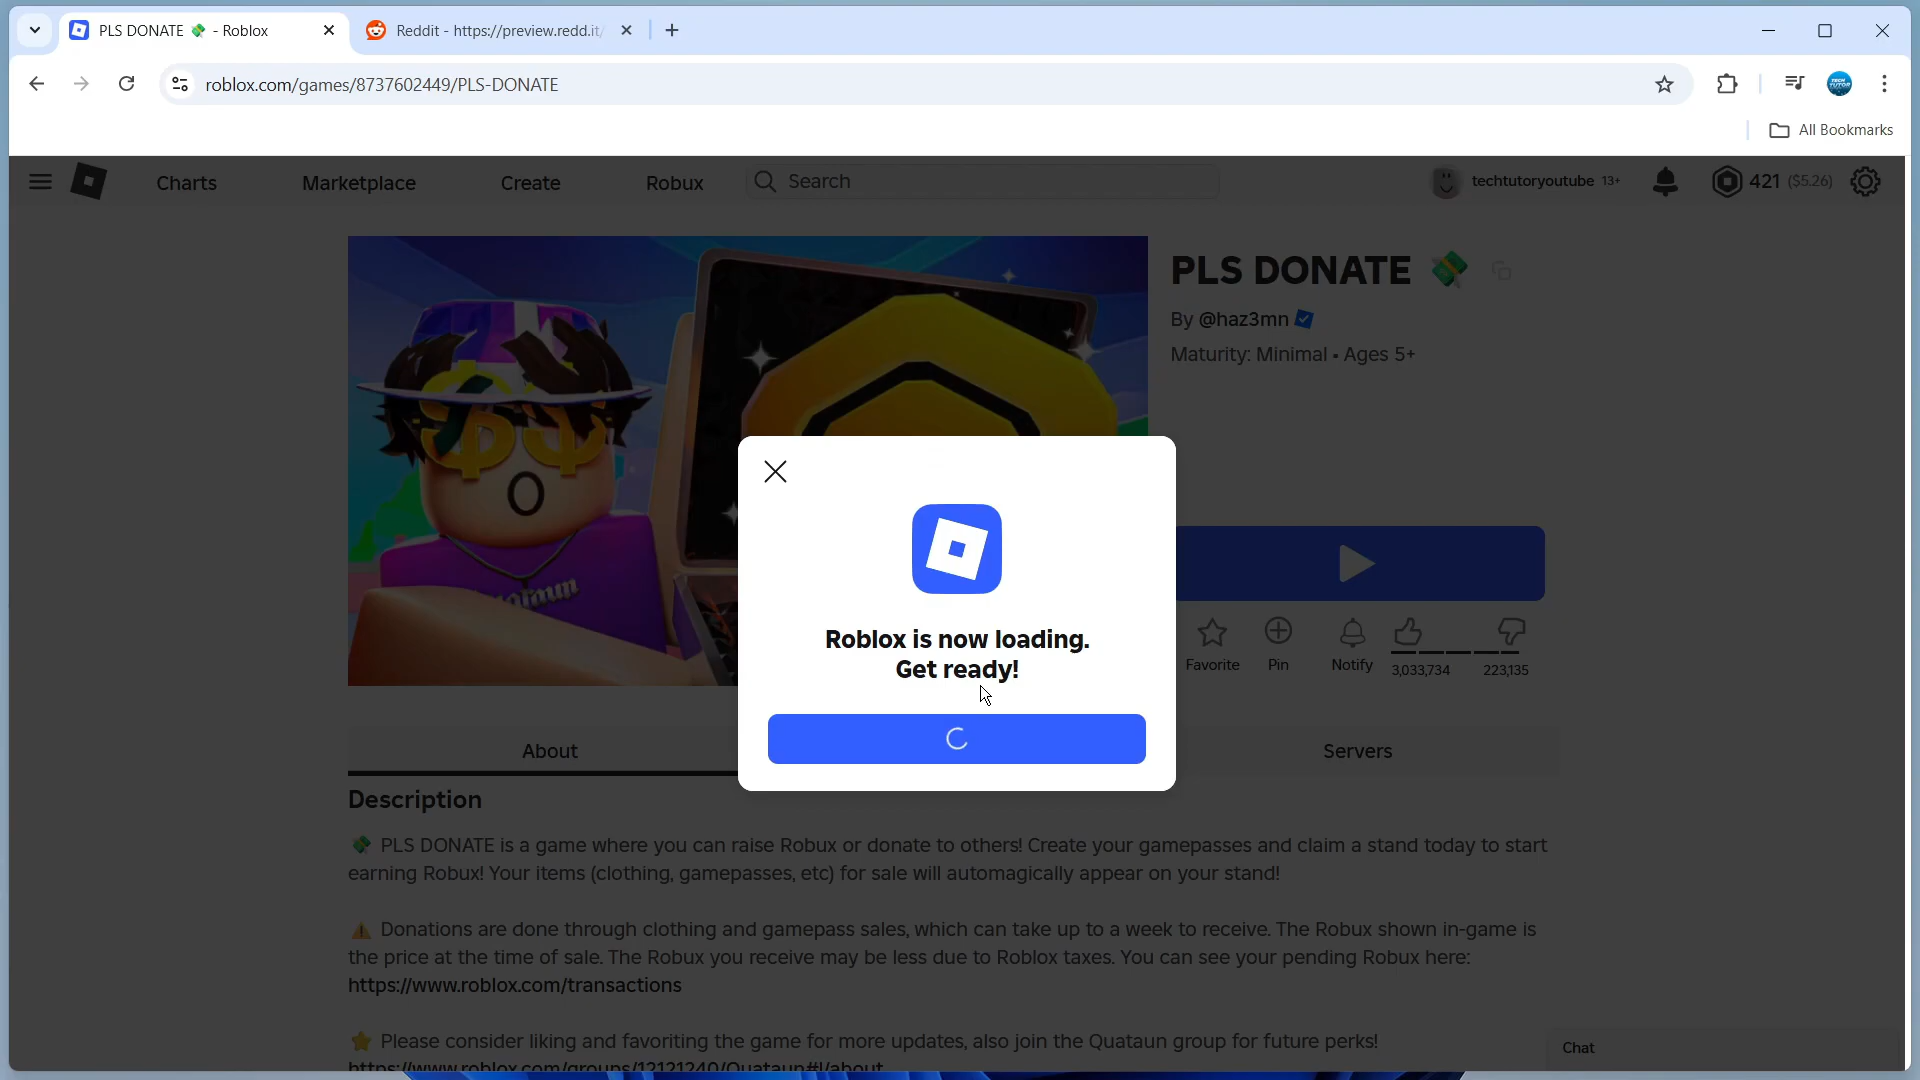 PLS DONATE 💸 - Roblox
Reddit - https://preview.redd.it/
roblox.com/games/8737602449/PLS-DONATE
All Bookmarks
Charts
Marketplace
Create
Robux
Search
techtutoryoutube 13+
421 ($5.26)
PLS DONATE 💸
By @haz3mn
Maturity: Minimal • Ages 5+
Roblox is now loading.
Get ready!
Favorite
Pin
Notify
3,033,734
223,135
About
Servers
Description
💸 PLS DONATE is a game where you can raise Robux or donate to others! Create your gamepasses and claim a stand today to start
earning Robux! Your items (clothing, gamepasses, etc) for sale will automagically appear on your stand!
⚠️ Donations are done through clothing and gamepass sales, which can take up to a week to receive. The Robux shown in-game is
the price at the time of sale. The Robux you receive may be less due to Roblox taxes. You can see your pending Robux here:
https://www.roblox.com/transactions
⭐ Please consider liking and favoriting the game for more updates, also join the Quataun group for future perks!
https://www.roblox.com/groups/12121240/Quataun#!/about
Chat